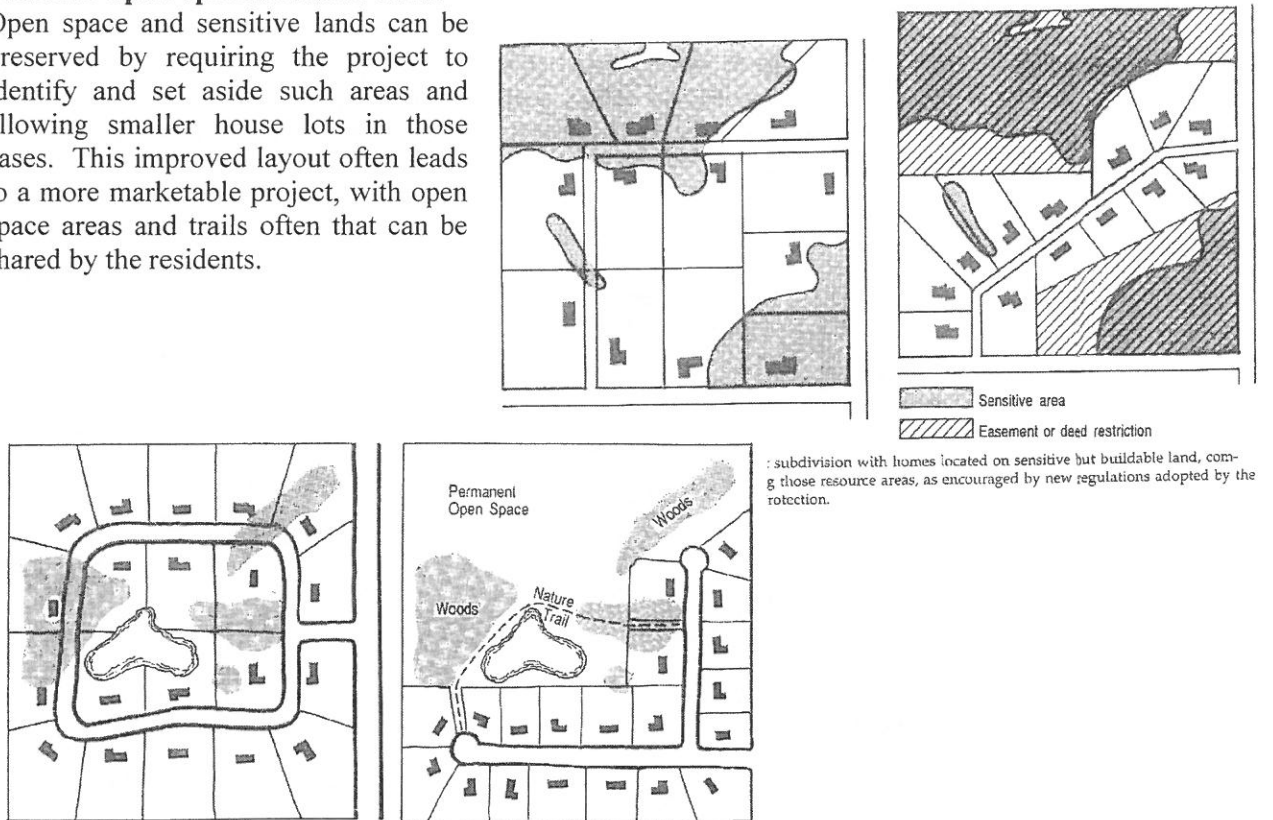 Open space and sensitive lands can be
reserved by requiring the project to
dentify and set aside such areas and
llowing smaller house lots in those
ases. This improved layout often leads
o a more marketable project, with open
pace areas and trails often that can be
hared by the residents.
Sensitive area
Easement or deed restriction
: subdivision with homes located on sensitive but buildable land, com-
g those resource areas, as encouraged by new regulations adopted by the
rotection.
Permanent
Open Space
Woods
Woods
Nature
Trail